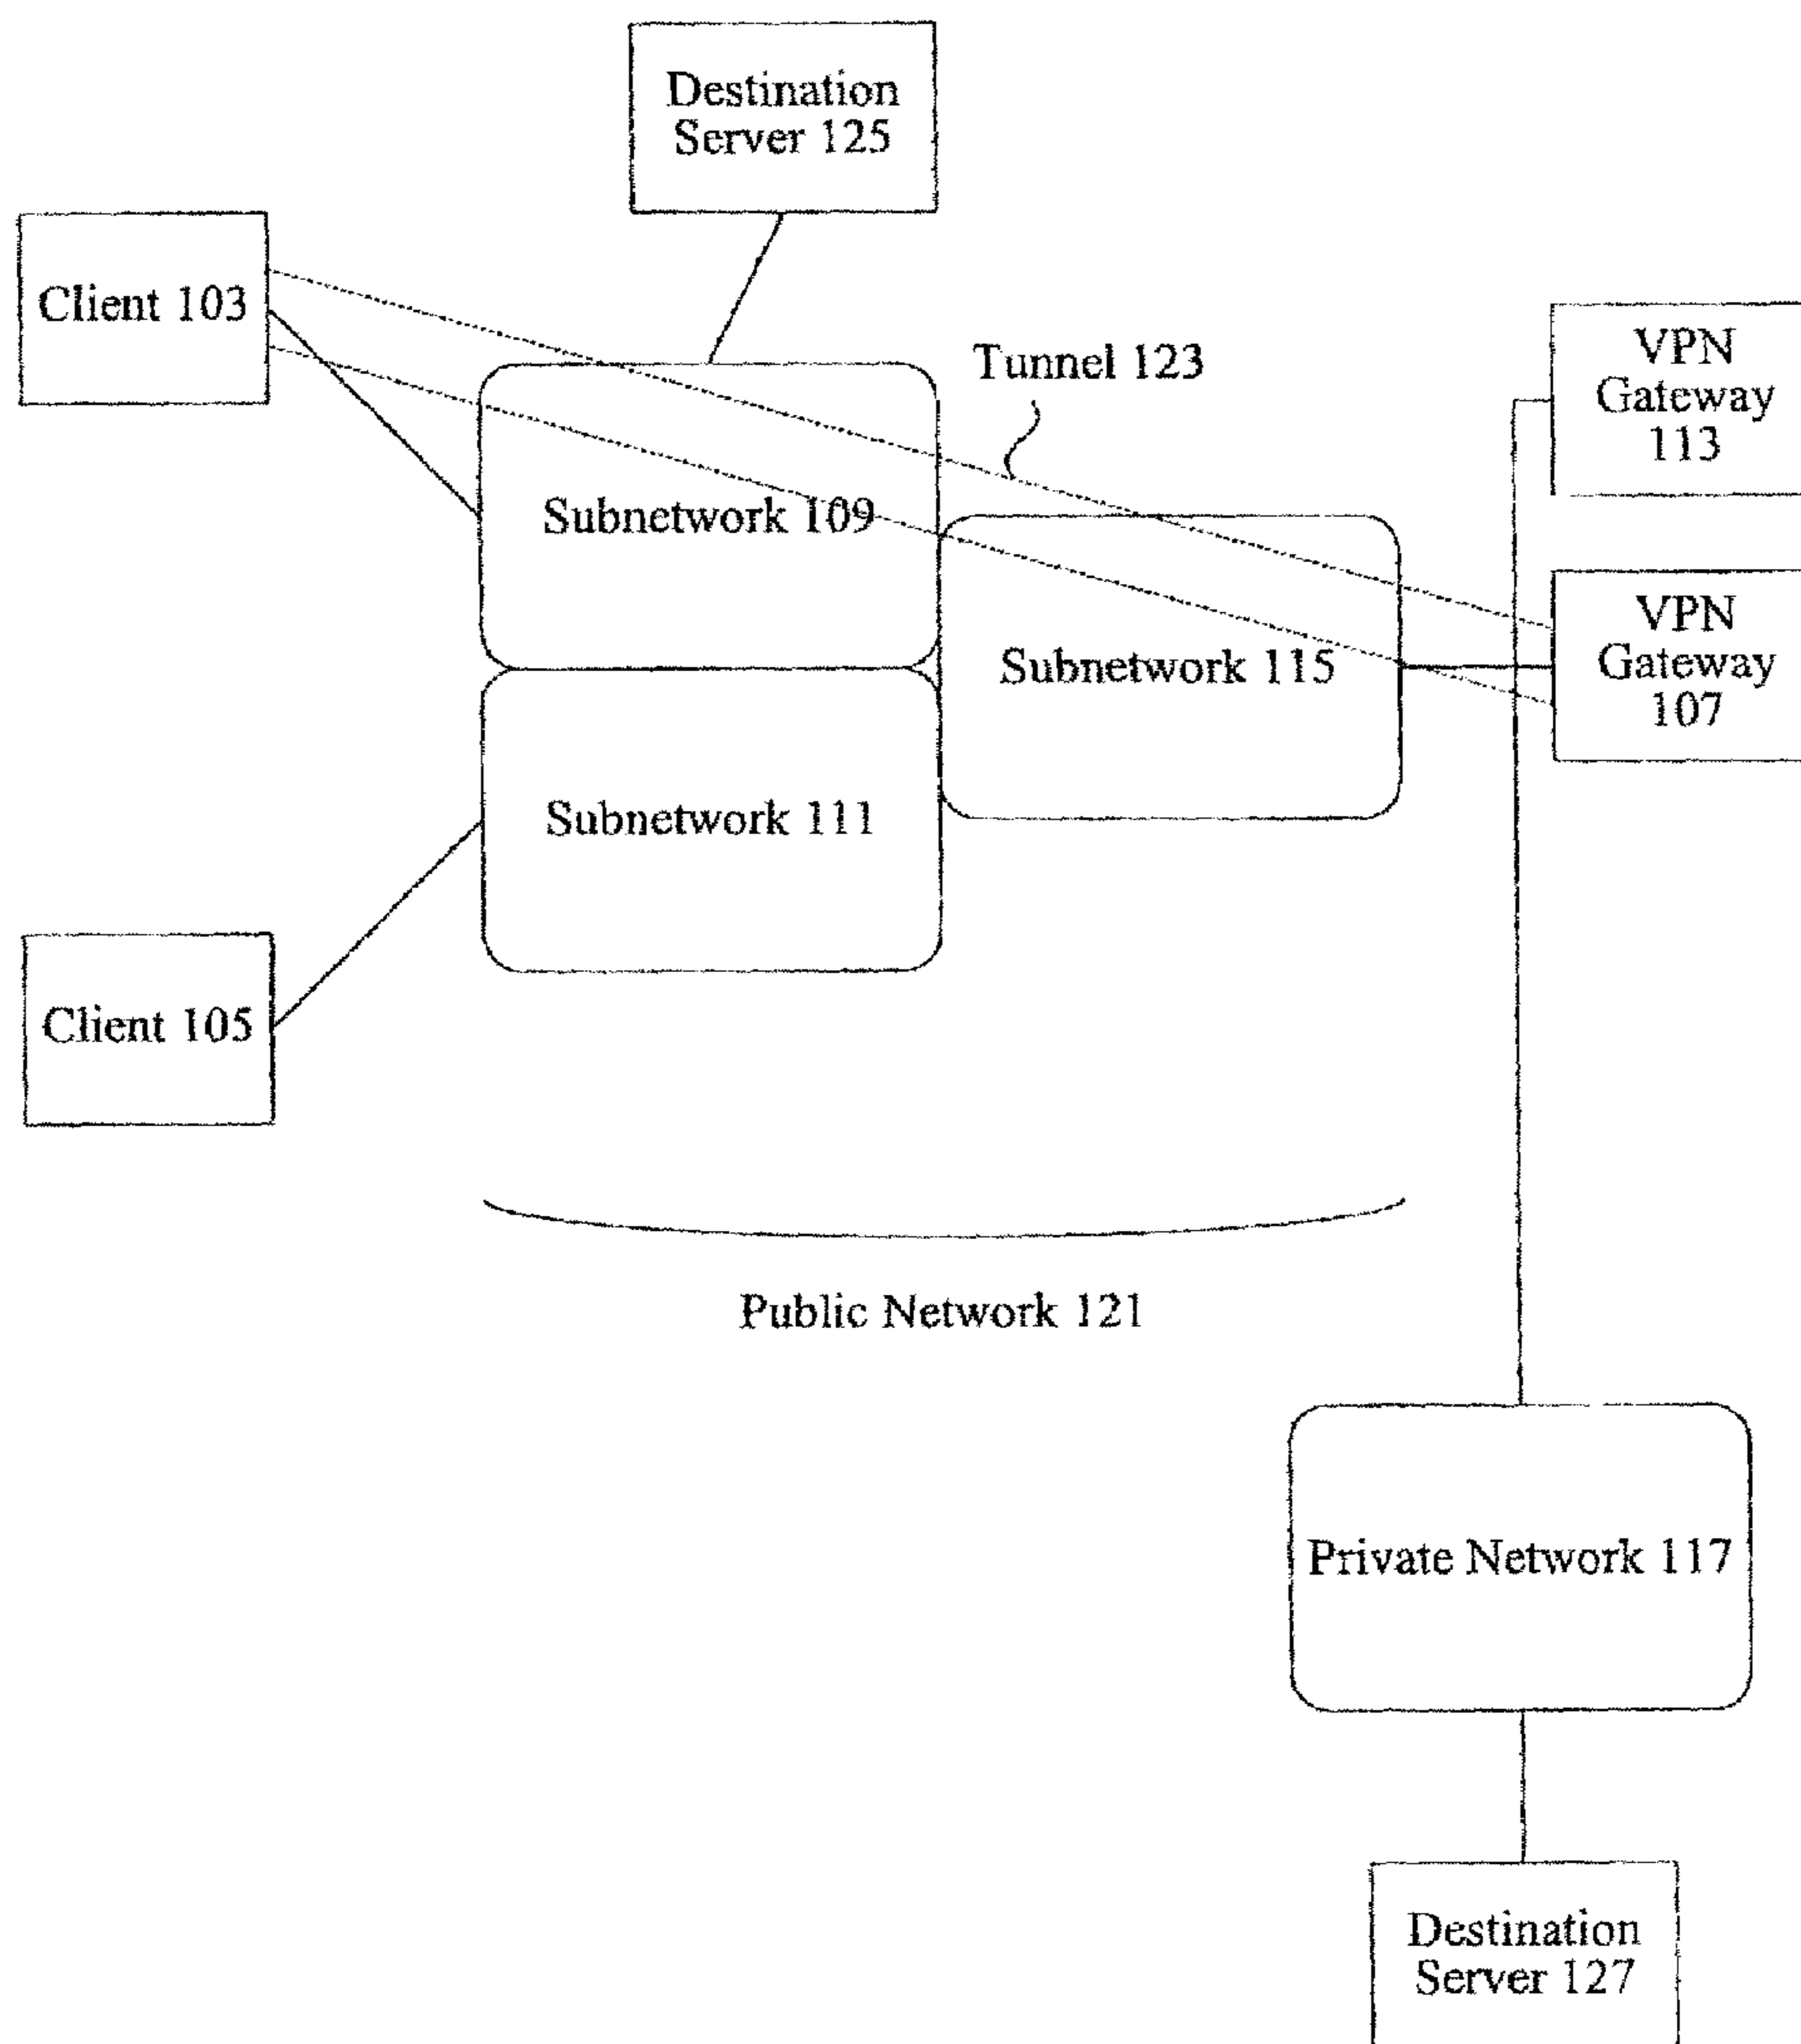 Destination
Server 125
Client 103
Tunnel 123
VPN
Gateway
113
Subnetwork 109
VPN
Gateway
107
Subnetwork 115
Subnetwork 111
Client 105
Public Network 121
Private Network 117
Destination
Server 127